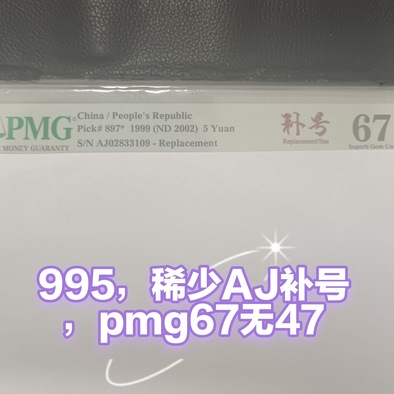 PMG
MONEY GUARANTY
China / People's Republic
Pick# 897* 1999 (ND 2002) 5 Yuan
S/N AJ02833109 - Replacement
补号
Replacement/Star
67
Superb Gem Unc
995，稀少AJ补号
，pmg67无47